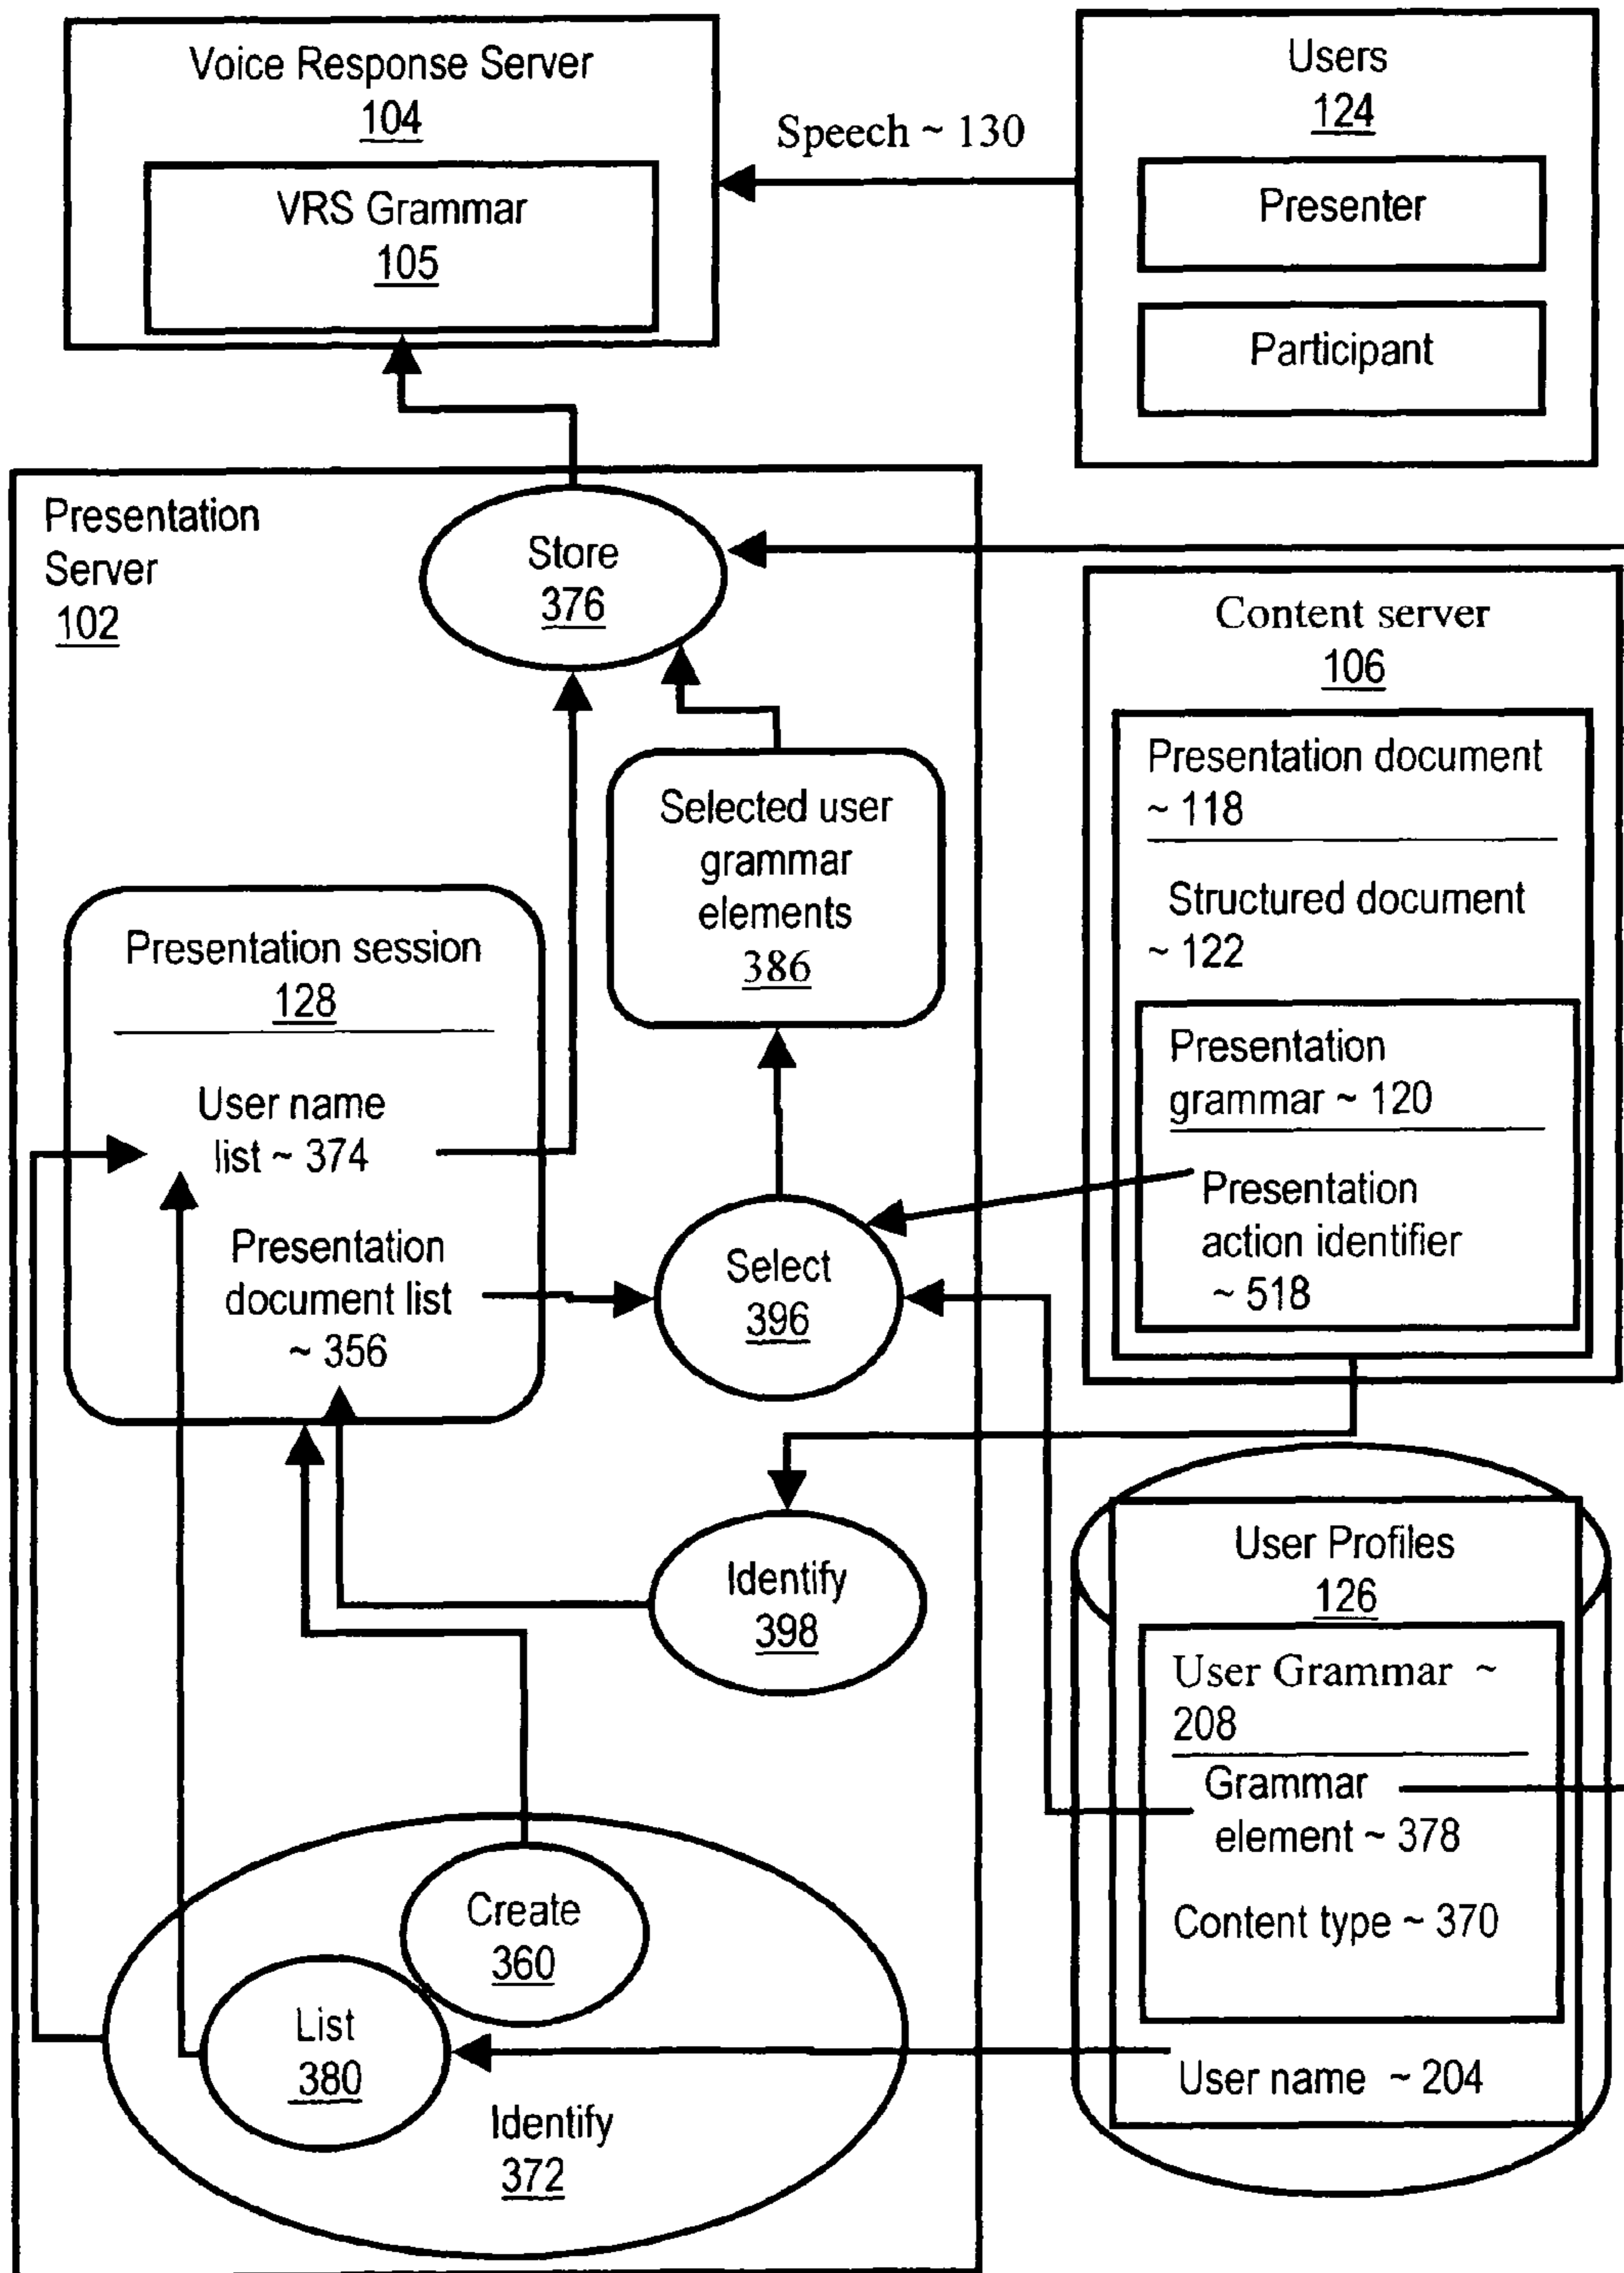 Voice Response Server
104
VRS Grammar
105
Speech ~ 130
Users
124
Presenter
Participant
Presentation
Server
102
Store
376
Selected user
grammar
elements
386
Presentation session
128
User name
list ~ 374
Presentation
document list
~ 356
Select
396
Identify
398
Create
360
List
380
Identify
372
Content server
106
Presentation document
~ 118
Structured document
~ 122
Presentation
grammar ~ 120
Presentation
action identifier
~ 518
User Profiles
126
User Grammar ~
208
Grammar
element ~ 378
Content type ~ 370
User name ~ 204